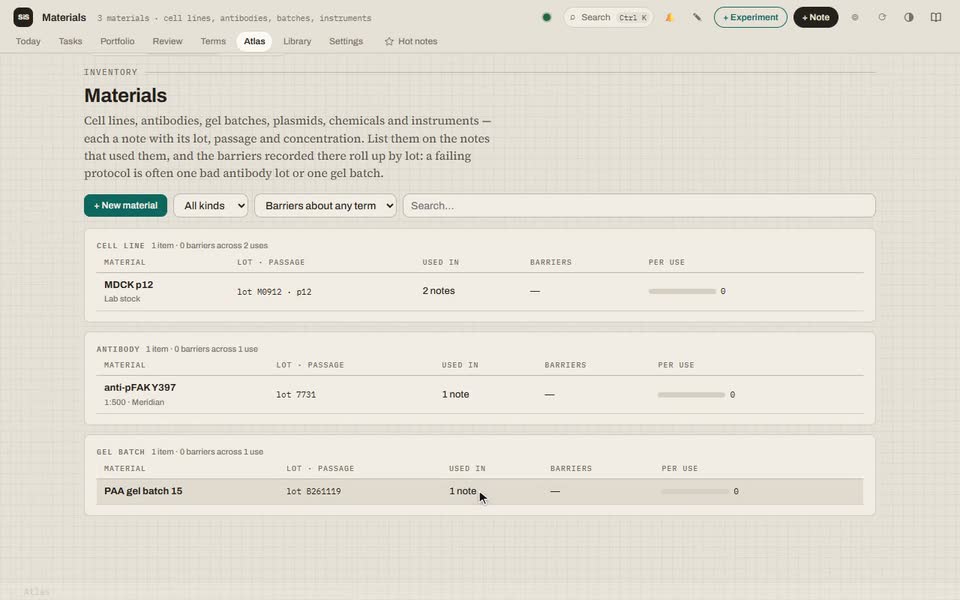 SiS Materials 3 materials · cell lines, antibodies, batches, instruments Search Ctrl K + Experiment + Note
Today Tasks Portfolio Review Terms Atlas Library Settings Hot notes
INVENTORY
Materials
Cell lines, antibodies, gel batches, plasmids, chemicals and instruments —
each a note with its lot, passage and concentration. List them on the notes
that used them, and the barriers recorded there roll up by lot: a failing
protocol is often one bad antibody lot or one gel batch.
+ New material All kinds Barriers about any term Search...
CELL LINE 1 item · 0 barriers across 2 uses
MATERIAL LOT · PASSAGE USED IN BARRIERS PER USE
MDCK p12 lot M0912 · p12 2 notes — 0
Lab stock
ANTIBODY 1 item · 0 barriers across 1 use
MATERIAL LOT · PASSAGE USED IN BARRIERS PER USE
anti-pFAK Y397 lot 7731 1 note — 0
1:500 · Meridian
GEL BATCH 1 item · 0 barriers across 1 use
MATERIAL LOT · PASSAGE USED IN BARRIERS PER USE
PAA gel batch 15 lot B261119 1 note — 0
Atlas